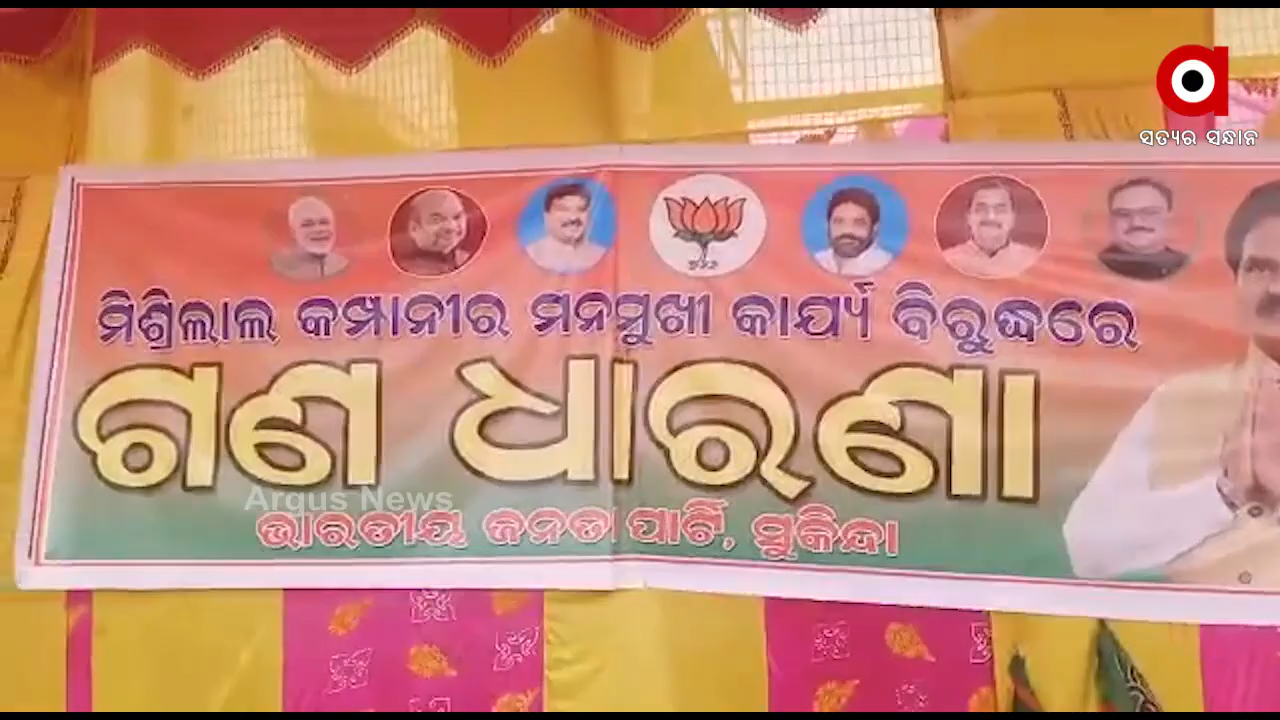 ସତ୍ୟର ସନ୍ଧାନ
ମିଶ୍ରିଲାଲ କମ୍ପାନୀର ମନମୁଖୀ କାର୍ଯ୍ୟ ବିରୁଦ୍ଧରେ
ଗଣ ଧାରଣା
Argus News
ଭାରତୀୟ ଜନତା ପାର୍ଟି, ସୁକିନ୍ଦା